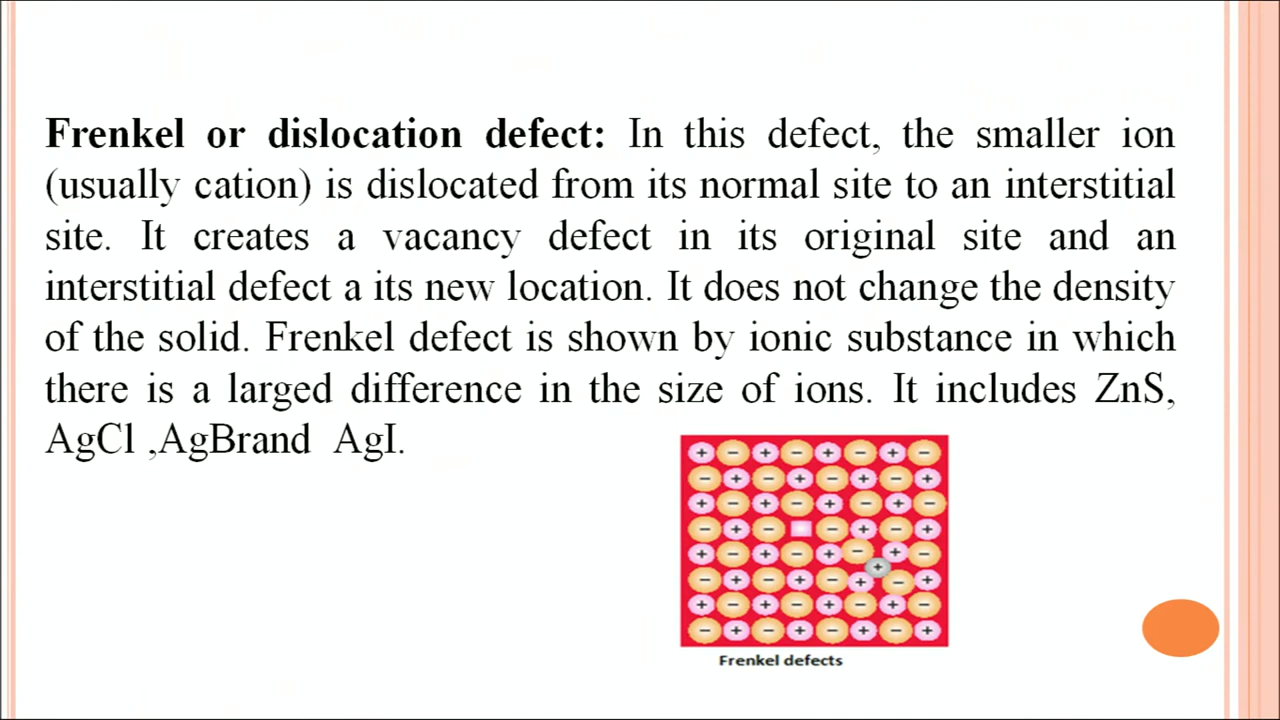 Frenkel or dislocation defect: In this defect, the smaller ion
(usually cation) is dislocated from its normal site to an interstitial
site. It creates a vacancy defect in its original site and an
interstitial defect a its new location. It does not change the density
of the solid. Frenkel defect is shown by ionic substance in which
there is a larged difference in the size of ions. It includes ZnS,
AgCl ,AgBrand AgI.
+ − + − + − + −
− + − + − + − +
+ − + − + − + −
− + − − + − +
+ − + − + − + −
+
− + − + − + − +
+ − + − + − + −
− + − + − + − +
Frenkel defects